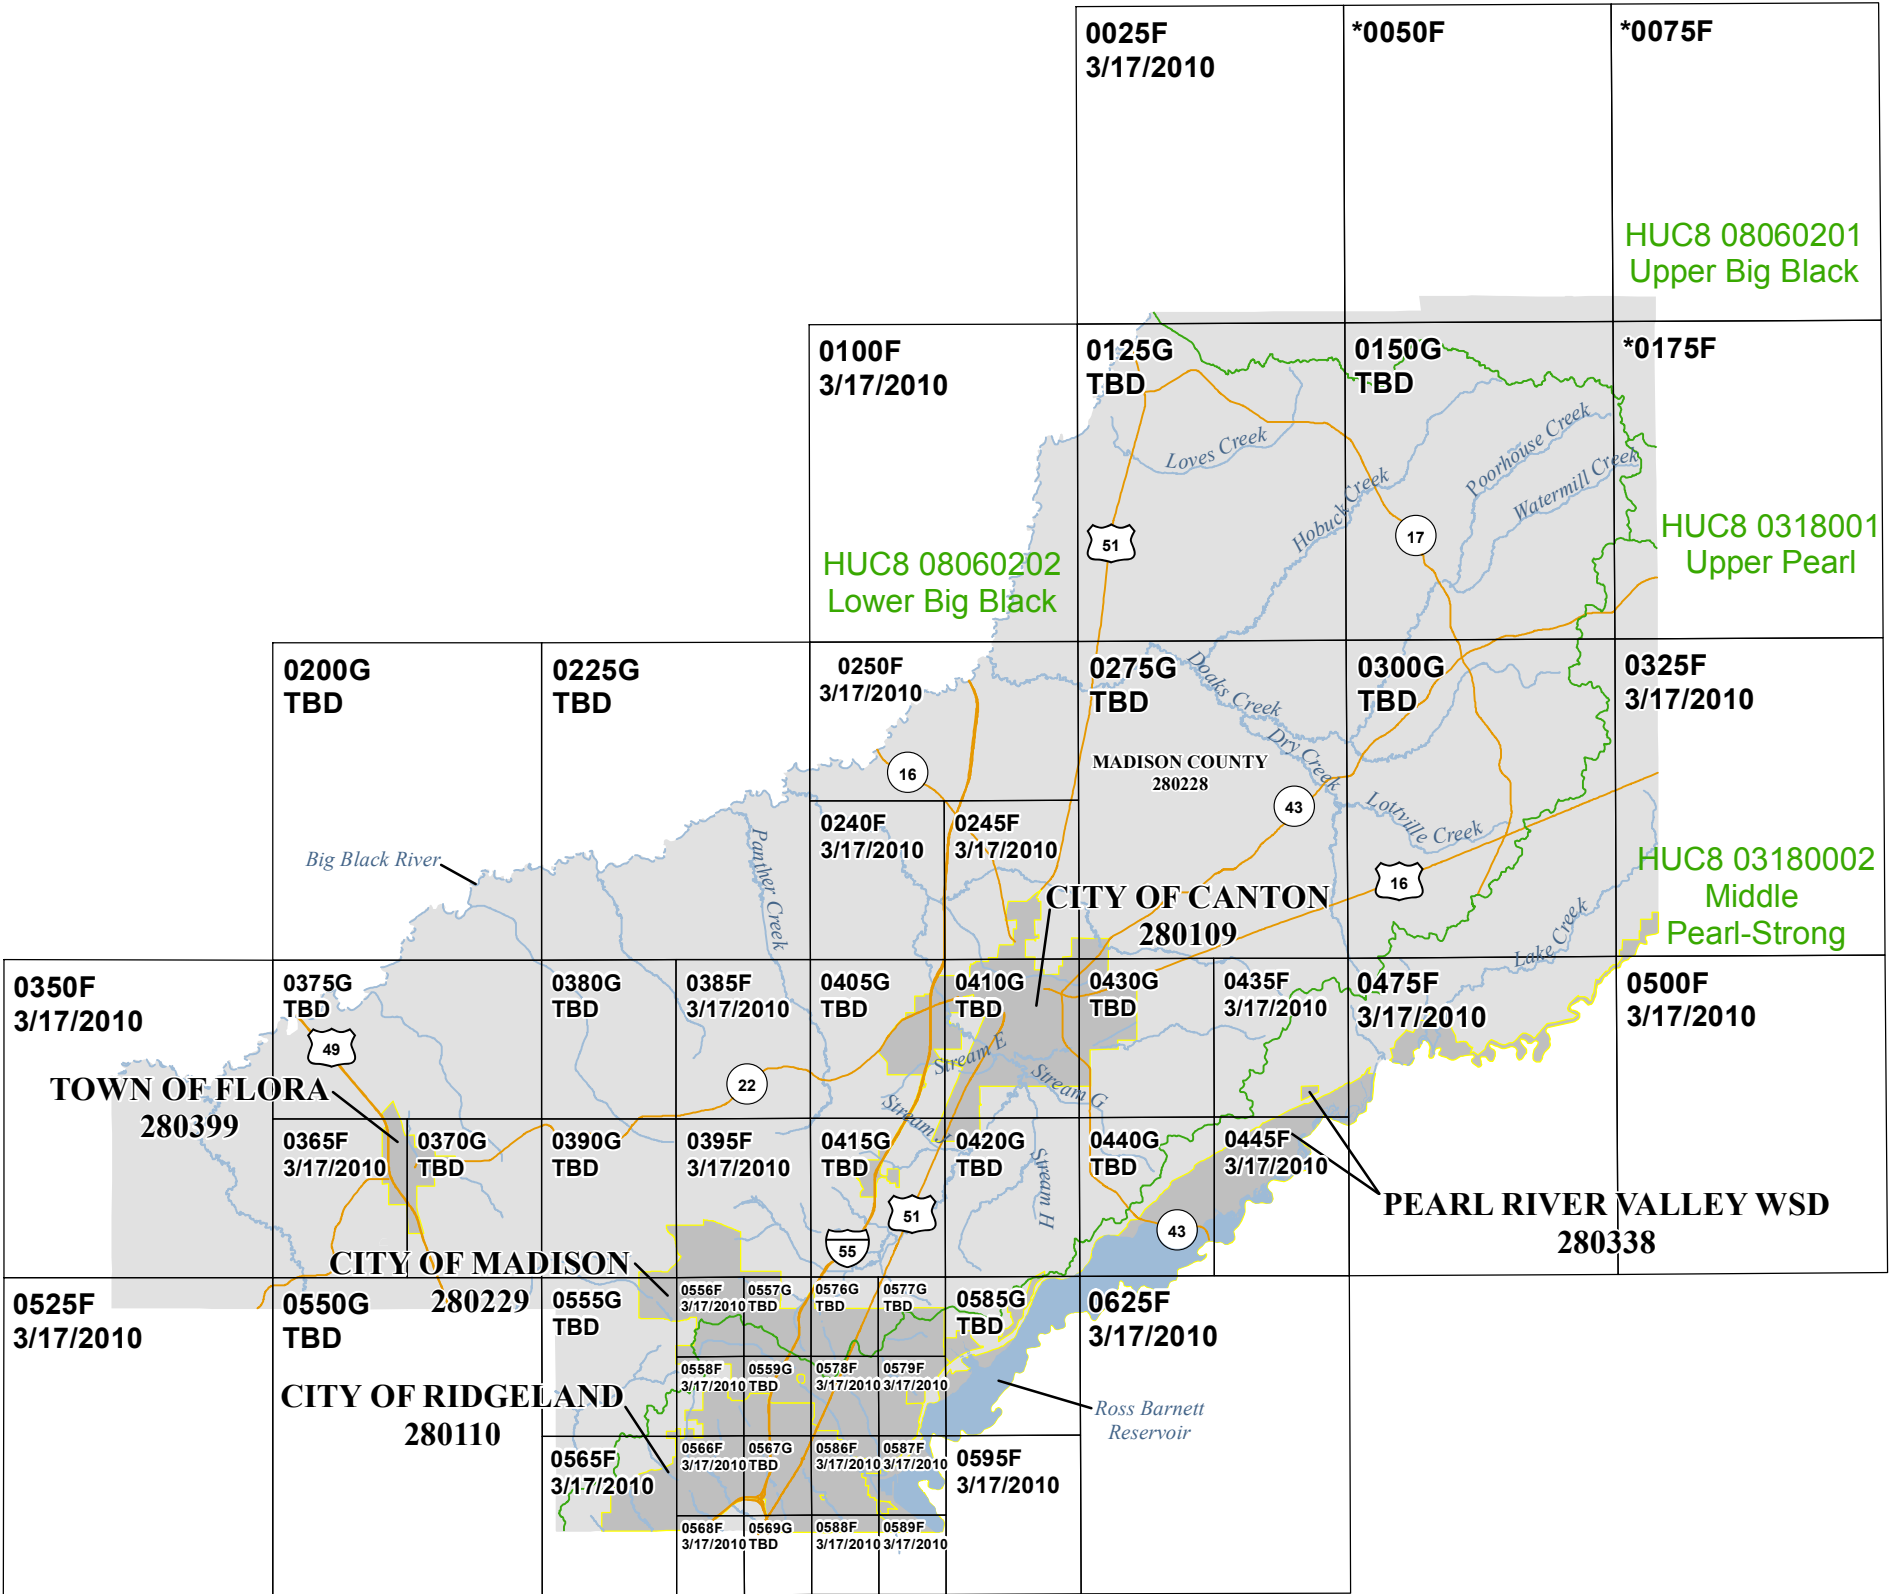 0025F
3/17/2010
*0050F
*0075F
HUC8 08060201
Upper Big Black
0100F
3/17/2010
0125G
TBD
0150G
TBD
*0175F
Loves Creek
Hobuck Creek
Poorhouse Creek
Watermill Creek
51
17
HUC8 0318001
Upper Pearl
HUC8 08060202
Lower Big Black
0200G
TBD
0225G
TBD
0250F
3/17/2010
0275G
TBD
0300G
TBD
0325F
3/17/2010
Doaks Creek
Dry Creek
MADISON COUNTY
280228
16
43
Lottville Creek
0240F
3/17/2010
0245F
3/17/2010
Big Black River
Panther Creek
16
HUC8 03180002
Middle
Pearl-Strong
CITY OF CANTON
280109
Lake Creek
0350F
3/17/2010
0375G
TBD
0380G
TBD
0385F
3/17/2010
0405G
TBD
0410G
TBD
0430G
TBD
0435F
3/17/2010
0475F
3/17/2010
0500F
3/17/2010
49
22
Stream E
Stream G
Stream J
Stream H
TOWN OF FLORA
280399
0365F
3/17/2010
0370G
TBD
0390G
TBD
0395F
3/17/2010
0415G
TBD
0420G
TBD
0440G
TBD
0445F
3/17/2010
51
55
43
PEARL RIVER VALLEY WSD
280338
CITY OF MADISON
280229
0525F
3/17/2010
0550G
TBD
0555G
TBD
0556F
3/17/2010
0557G
TBD
0576G
TBD
0577G
TBD
0585G
TBD
0625F
3/17/2010
0558F
3/17/2010
0559G
TBD
0578F
3/17/2010
0579F
3/17/2010
CITY OF RIDGELAND
280110
Ross Barnett
Reservoir
0565F
3/17/2010
0566F
3/17/2010
0567G
TBD
0586F
3/17/2010
0587F
3/17/2010
0595F
3/17/2010
0568F
3/17/2010
0569G
TBD
0588F
3/17/2010
0589F
3/17/2010